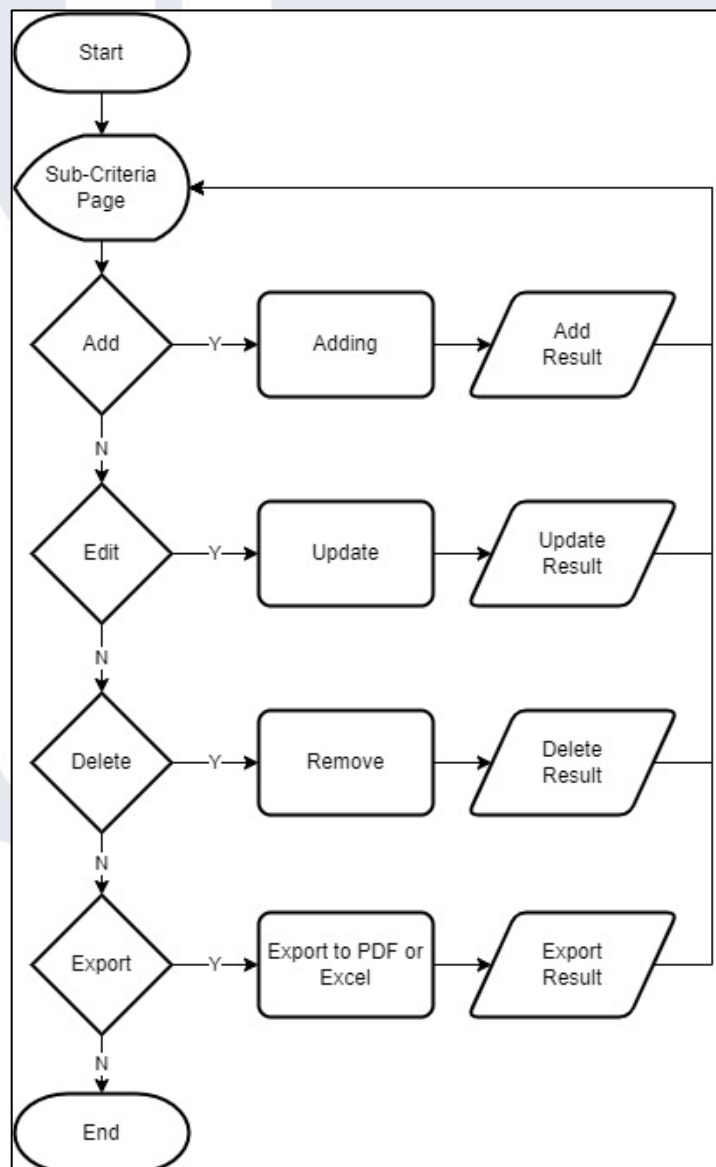 Start
Sub-Criteria
Page
Add
Y
Adding
Add
Result
N
Edit
Y
Update
Update
Result
N
Delete
Y
Remove
Delete
Result
N
Export
Y
Export to PDF or
Excel
Export
Result
N
End